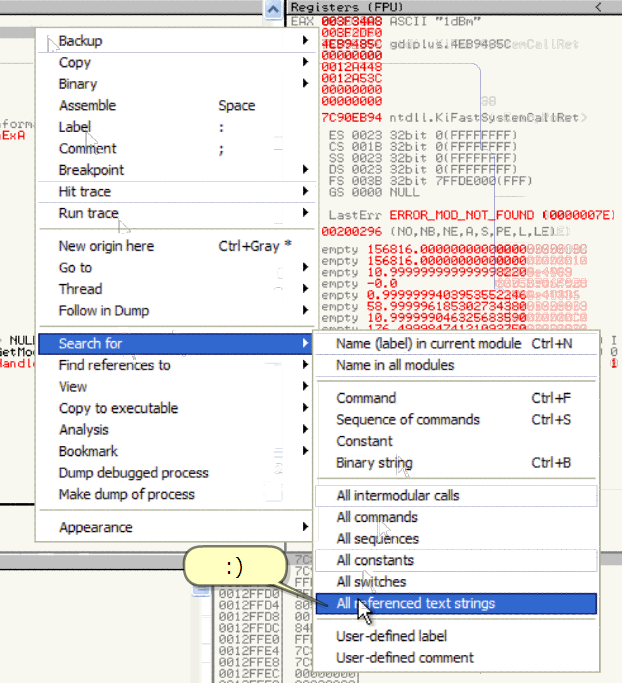 Registers (FPU) <
EAX 003F34A8 ASCII "1dBm"
003F2DF0
4EB9485C gdiplus.4EB9485C
0012A448
0012A53C
00000000
00000000
7C90EB94 ntdll.KiFastSystemCallRet
ES 0023 32bit 0(FFFFFFFF)
CS 001B 32bit 0(FFFFFFFF)
SS 0023 32bit 0(FFFFFFFF)
DS 0023 32bit 0(FFFFFFFF)
FS 003B 32bit 7FFDE000(FFF)
GS 0000 NULL
LastErr ERROR_MOD_NOT_FOUND (0000007E)
00200296 (NO,NB,NE,A,S,PE,L,LE)
empty 156816.00000000000000
empty 156816.00000000000000
empty 10.999999999999998220
empty -0.0
empty 0.9999999403953552246
empty 58.999996185302734380
empty 10.999999046325683590
Backup
Copy
Binary
Assemble Space
Label :
Comment ;
Breakpoint
Hit trace
Run trace
New origin here Ctrl+Gray *
Go to
Thread
Follow in Dump
Search for
Find references to
View
Copy to executable
Analysis
Bookmark
Dump debugged process
Make dump of process
Appearance
Name (label) in current module Ctrl+N
Name in all modules
Command Ctrl+F
Sequence of commands Ctrl+S
Constant
Binary string Ctrl+B
All intermodular calls
All commands
All sequences
All constants
All switches
All referenced text strings
User-defined label
User-defined comment
:)
0012FFD0
0012FFD4
0012FFD8
0012FFDC
0012FFE0
0012FFE4
0012FFE8
0012FFEC